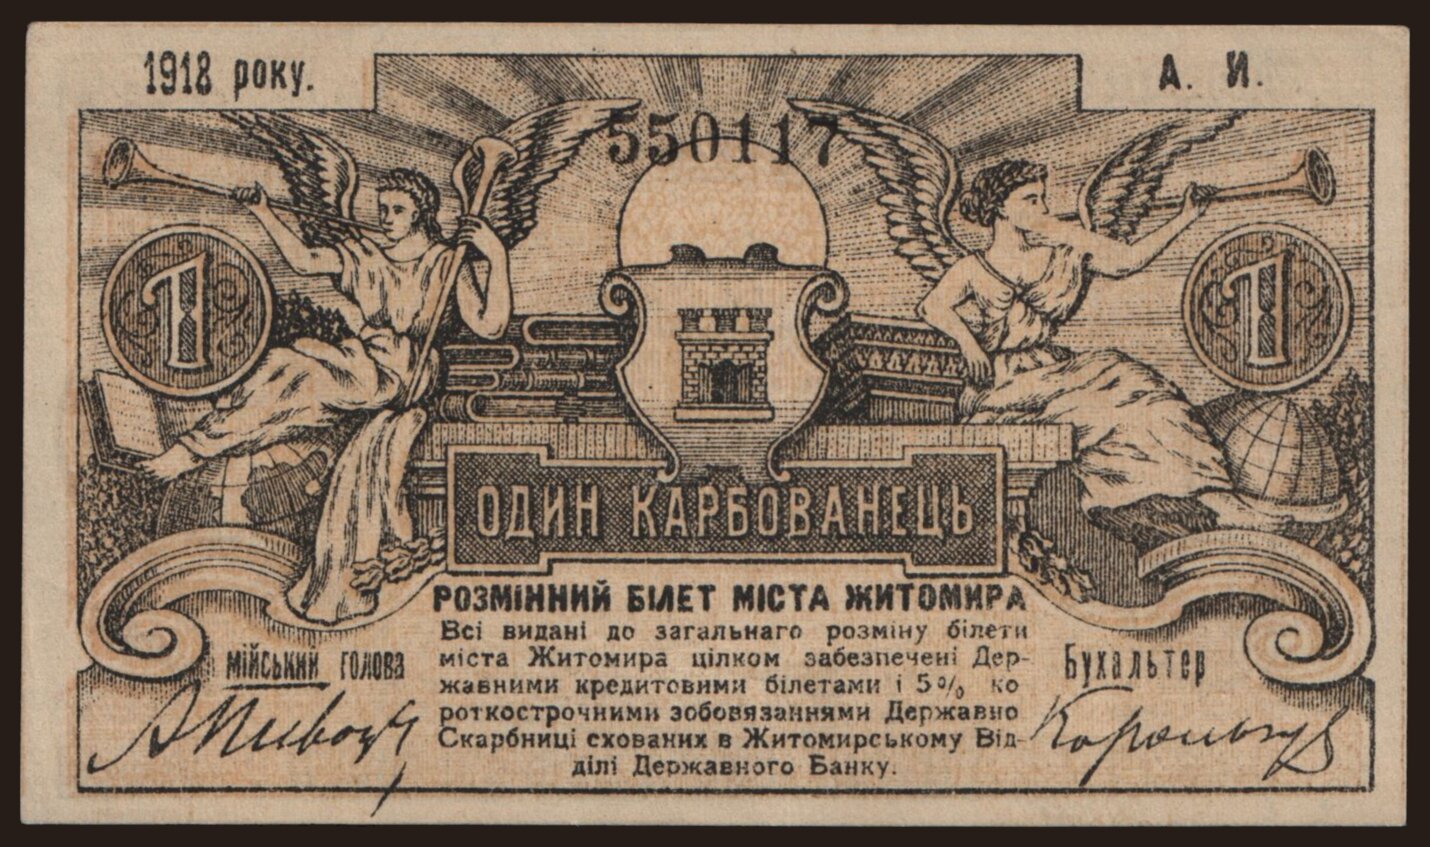 1918 року.
А. И.
550117
1
1
ОДИН КАРБОВАНЕЦЬ
РОЗМІННИЙ БІЛЕТ МІСТА ЖИТОМИРА
Всі видані до загальнаго розміну білети
міста Житомира цілком забезпечені Дер-
жавними кредитовими білетами і 5% ко
роткострочними зобовязаннями Державно
Скарбниці схованих в Житомирському Від-
ділі Державного Банку.
мійський голова
Бухальтер